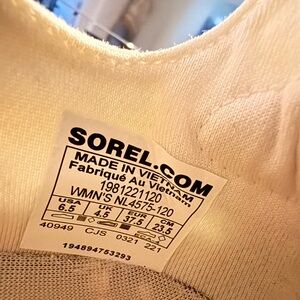 SOREL.COM
MADE IN VIETNAM
Fabriqué Au Vietnam
1981221120
WMN'S NL4575-120
USA UK EUR CM
6.5 4.5 37.5 23.5
40949 CJS 0321 221
194894753293